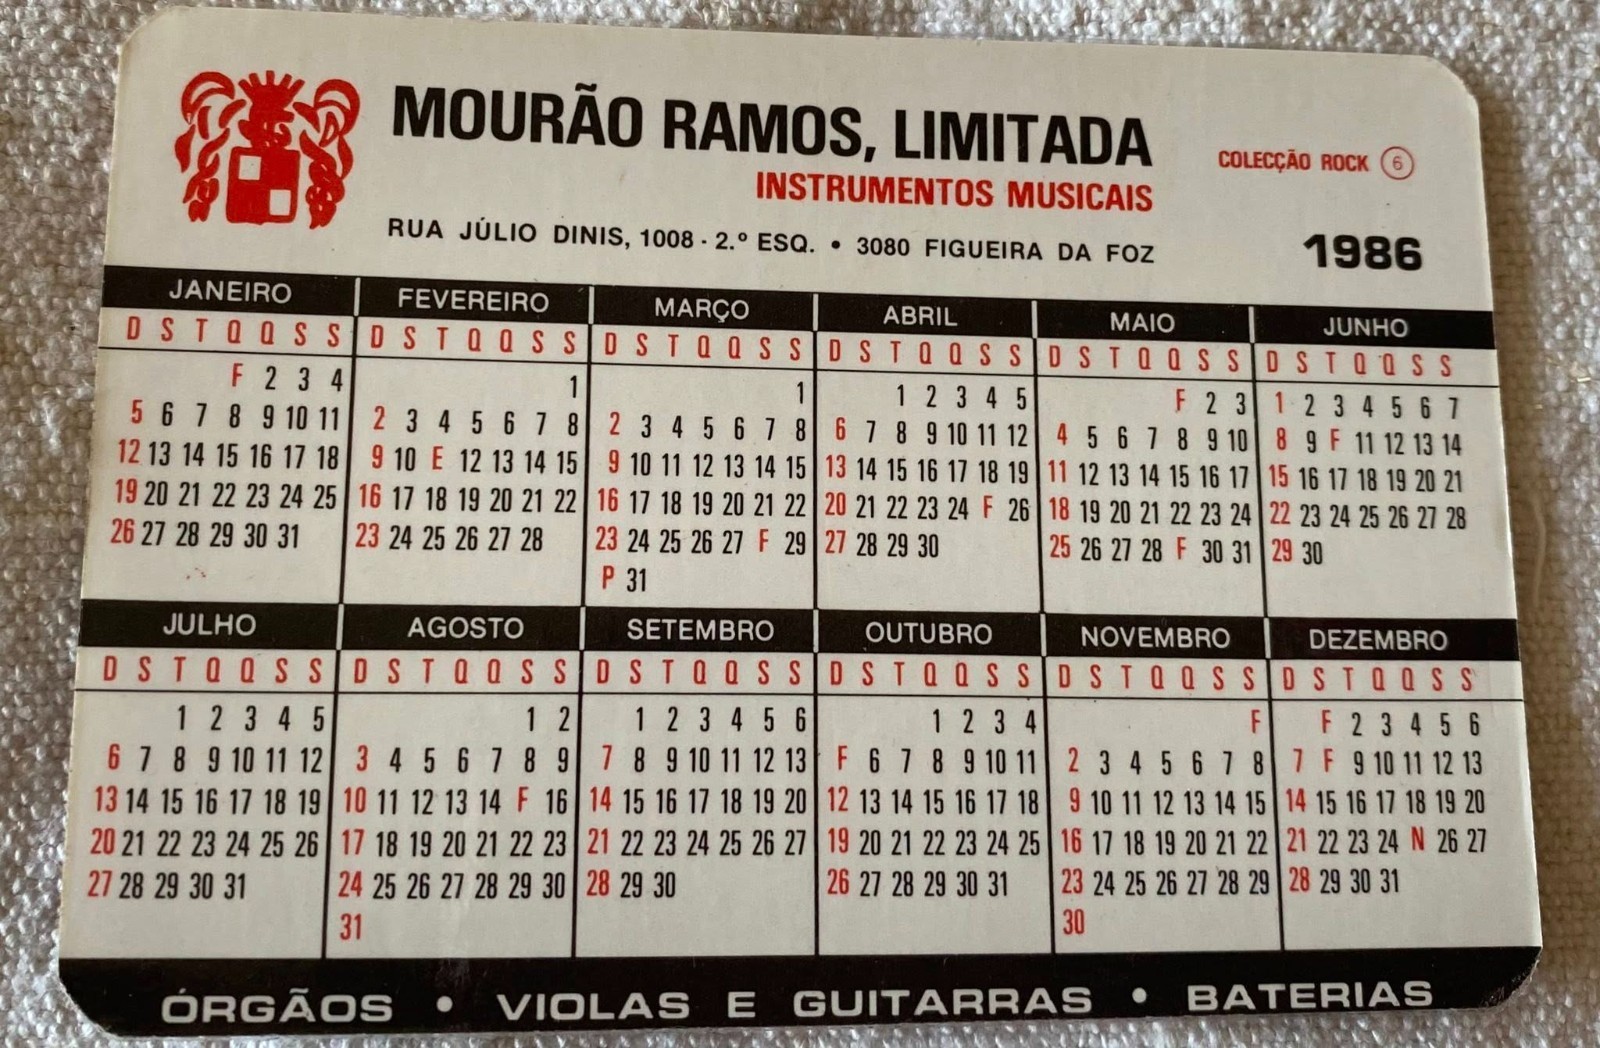 MOURÃO RAMOS, LIMITADA
INSTRUMENTOS MUSICAIS
COLECÇÃO ROCK 6
RUA JÚLIO DINIS, 1008 - 2.º ESQ. • 3080 FIGUEIRA DA FOZ
1986
JANEIRO
D S T Q Q S S
F 2 3 4
5 6 7 8 9 10 11
12 13 14 15 16 17 18
19 20 21 22 23 24 25
26 27 28 29 30 31
FEVEREIRO
D S T Q Q S S
1
2 3 4 5 6 7 8
9 10 E 12 13 14 15
16 17 18 19 20 21 22
23 24 25 26 27 28
MARÇO
D S T Q Q S S
1
2 3 4 5 6 7 8
9 10 11 12 13 14 15
16 17 18 19 20 21 22
23 24 25 26 27 F 29
P 31
ABRIL
D S T Q Q S S
1 2 3 4 5
6 7 8 9 10 11 12
13 14 15 16 17 18 19
20 21 22 23 24 F 26
27 28 29 30
MAIO
D S T Q Q S S
F 2 3
4 5 6 7 8 9 10
11 12 13 14 15 16 17
18 19 20 21 22 23 24
25 26 27 28 F 30 31
JUNHO
D S T Q Q S S
1 2 3 4 5 6 7
8 9 F 11 12 13 14
15 16 17 18 19 20 21
22 23 24 25 26 27 28
29 30
JULHO
D S T Q Q S S
1 2 3 4 5
6 7 8 9 10 11 12
13 14 15 16 17 18 19
20 21 22 23 24 25 26
27 28 29 30 31
AGOSTO
D S T Q Q S S
1 2
3 4 5 6 7 8 9
10 11 12 13 14 F 16
17 18 19 20 21 22 23
24 25 26 27 28 29 30
31
SETEMBRO
D S T Q Q S S
1 2 3 4 5 6
7 8 9 10 11 12 13
14 15 16 17 18 19 20
21 22 23 24 25 26 27
28 29 30
OUTUBRO
D S T Q Q S S
1 2 3 4
F 6 7 8 9 10 11
12 13 14 15 16 17 18
19 20 21 22 23 24 25
26 27 28 29 30 31
NOVEMBRO
D S T Q Q S S
F
2 3 4 5 6 7 8
9 10 11 12 13 14 15
16 17 18 19 20 21 22
23 24 25 26 27 28 29
30
DEZEMBRO
D S T Q Q S S
F 2 3 4 5 6
7 F 9 10 11 12 13
14 15 16 17 18 19 20
21 22 23 24 N 26 27
28 29 30 31
ÓRGÃOS • VIOLAS E GUITARRAS • BATERIAS